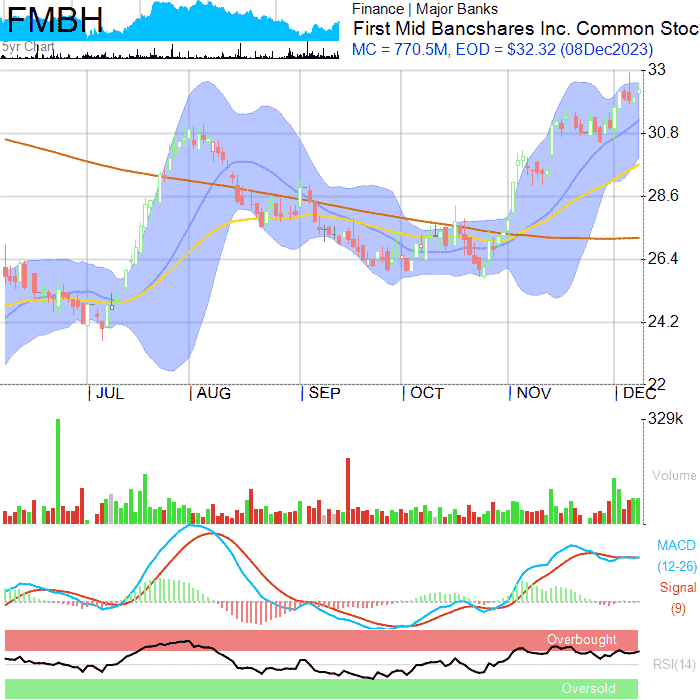 FMBH
5yr Chart
Finance | Major Banks
First Mid Bancshares Inc. Common Stoc
MC = 770.5M, EOD = $32.32 (08Dec2023)
33
30.8
28.6
26.4
24.2
22
JUL AUG SEP OCT NOV DEC
329k
Volume
MACD
(12-26)
Signal
(9)
Overbought
RSI(14)
Oversold